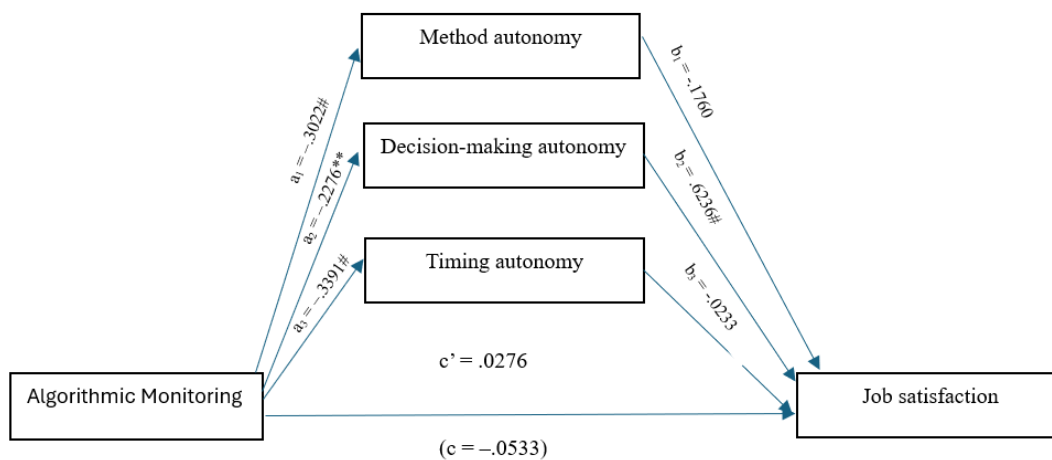 Method autonomy
a₁ = –.3022#
b₁ = -.1760
Decision-making autonomy
a₂ = –.2276**
b₂ = .6236#
Timing autonomy
a₃ = –.3391#
b₃ = -.0233
c’ = .0276
Algorithmic Monitoring
Job satisfaction
(c = –.0533)